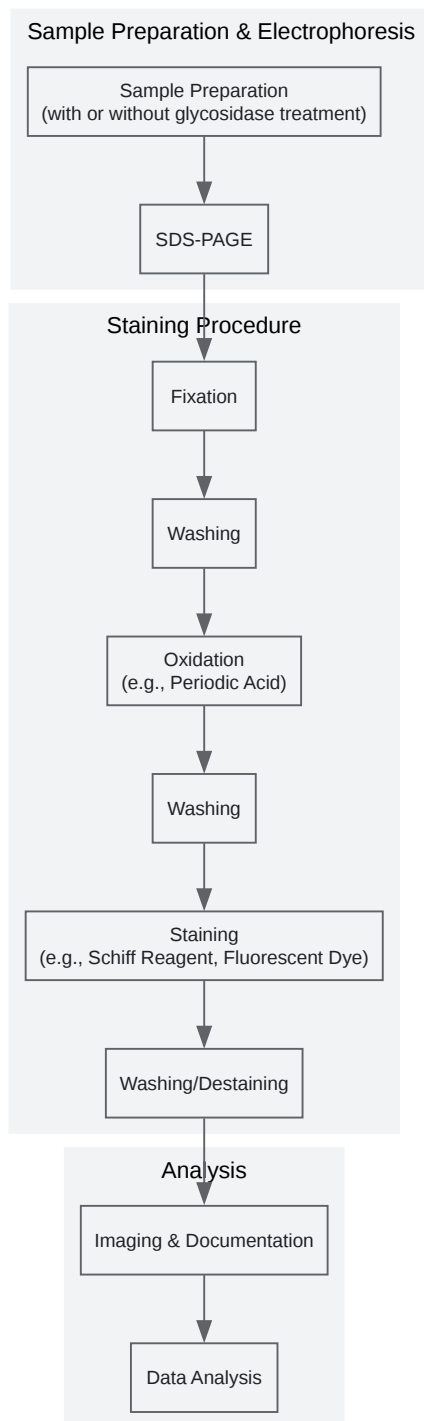 Sample Preparation & Electrophoresis
Sample Preparation
(with or without glycosidase treatment)
SDS-PAGE
Staining Procedure
Fixation
Washing
Oxidation
(e.g., Periodic Acid)
Washing
Staining
(e.g., Schiff Reagent, Fluorescent Dye)
Washing/Destaining
Analysis
Imaging & Documentation
Data Analysis